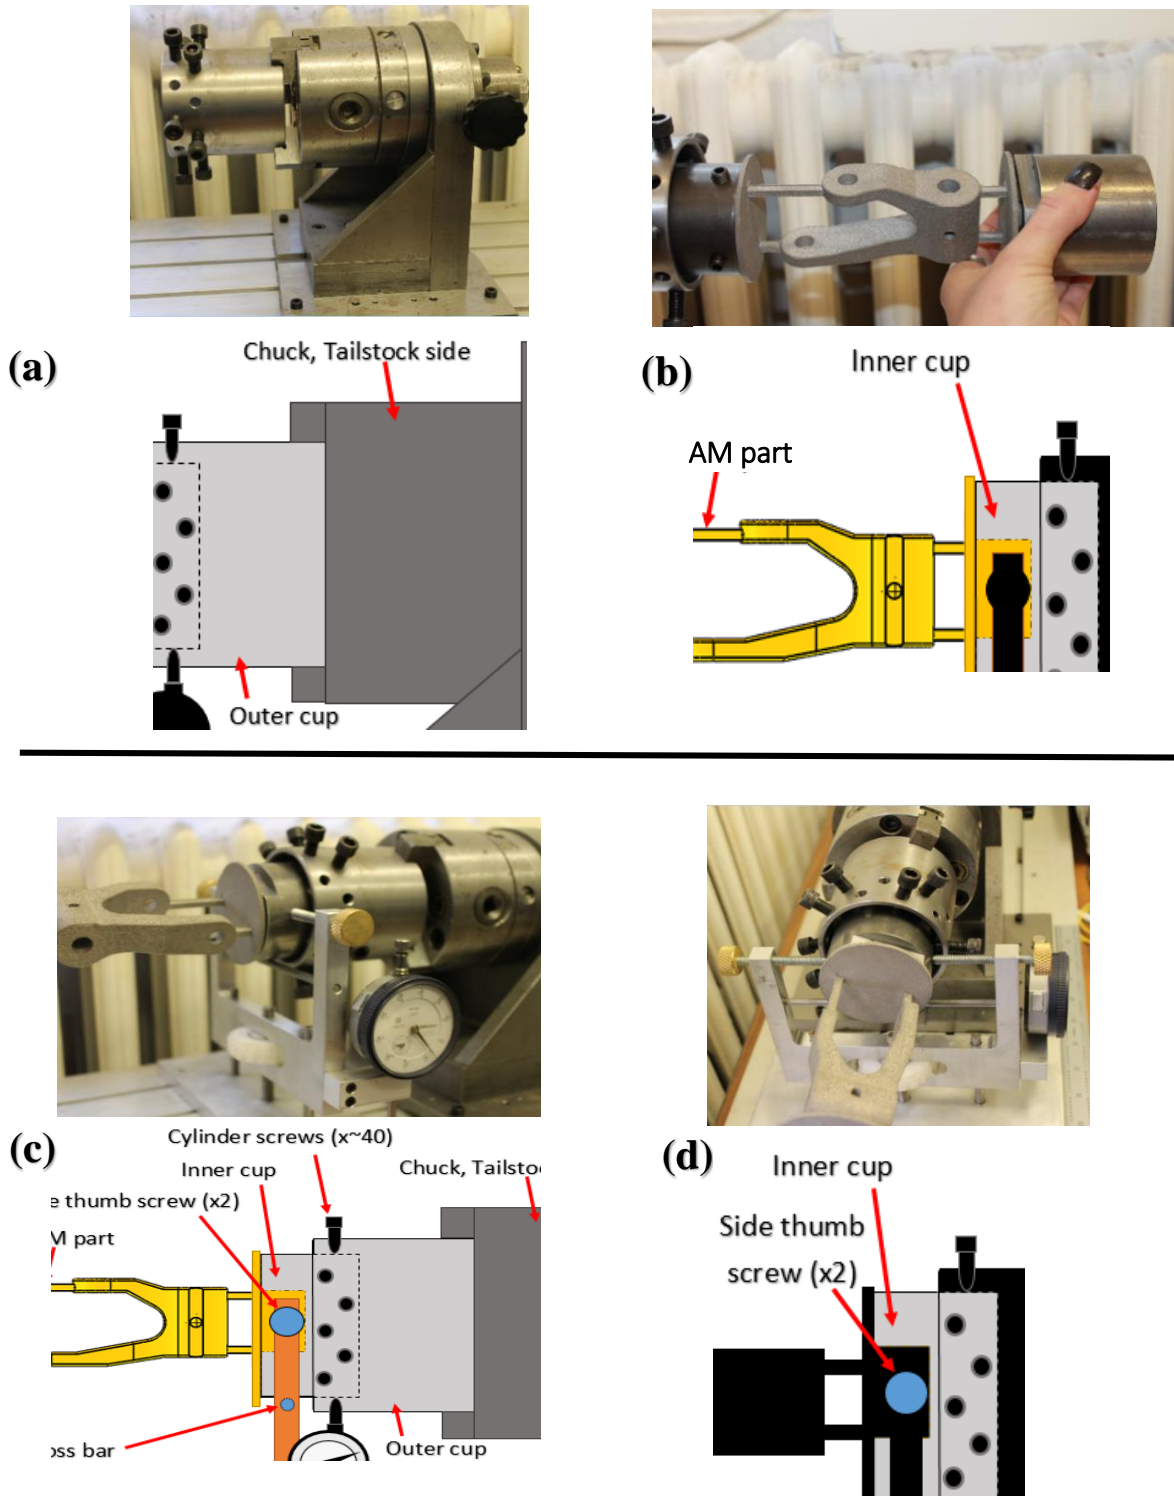 (a)
Chuck, Tailstock side
Outer cup
(b)
Inner cup
AM part
(c)
Cylinder screws (x~40)
Inner cup
Chuck, Tailsto
e thumb screw (x2)
M part
oss bar
Outer cup
(d)
Inner cup
Side thumb
screw (x2)